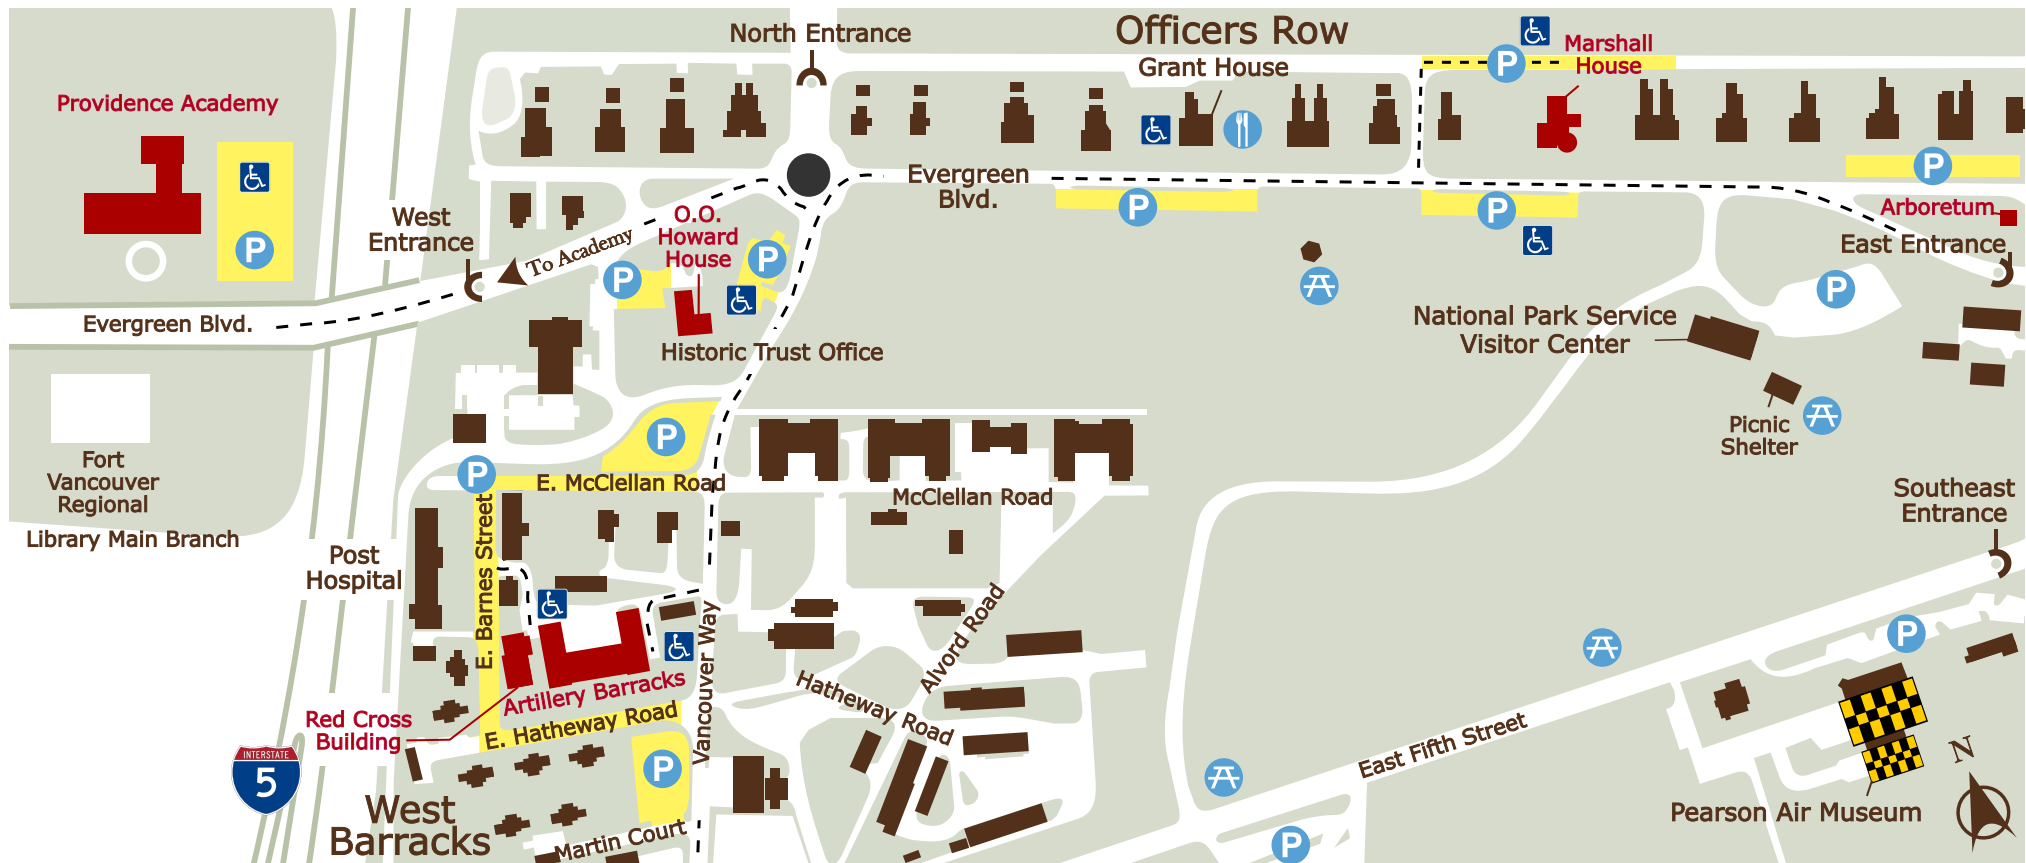 North Entrance
Officers Row
Grant House
Marshall
House
P
Providence Academy
Evergreen
Blvd.
P
P
P
P
West
Entrance
O.O.
Howard
House
To Academy
P
P
Arboretum
East Entrance
P
Evergreen Blvd.
Historic Trust Office
National Park Service
Visitor Center
Picnic
Shelter
P
Fort
Vancouver
Regional
Library Main Branch
P
E. McClellan Road
McClellan Road
Southeast
Entrance
Post
Hospital
E. Barnes Street
Vancouver Way
Alvord Road
Hatheway Road
P
Artillery Barracks
Red Cross
Building
E. Hatheway Road
P
INTERSTATE
5
West
Barracks
Martin Court
East Fifth Street
P
Pearson Air Museum
N